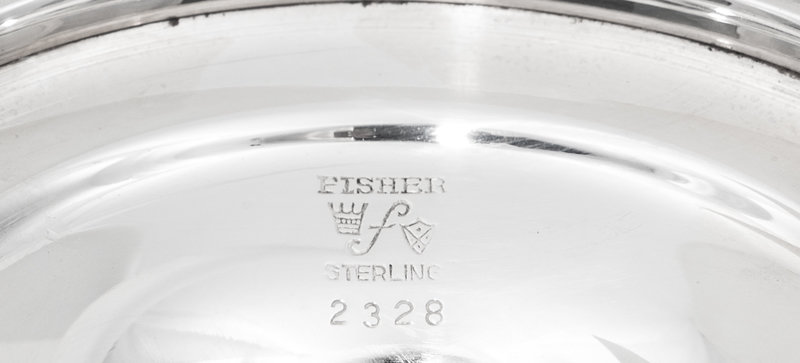 FISHER
f
STERLING
2328